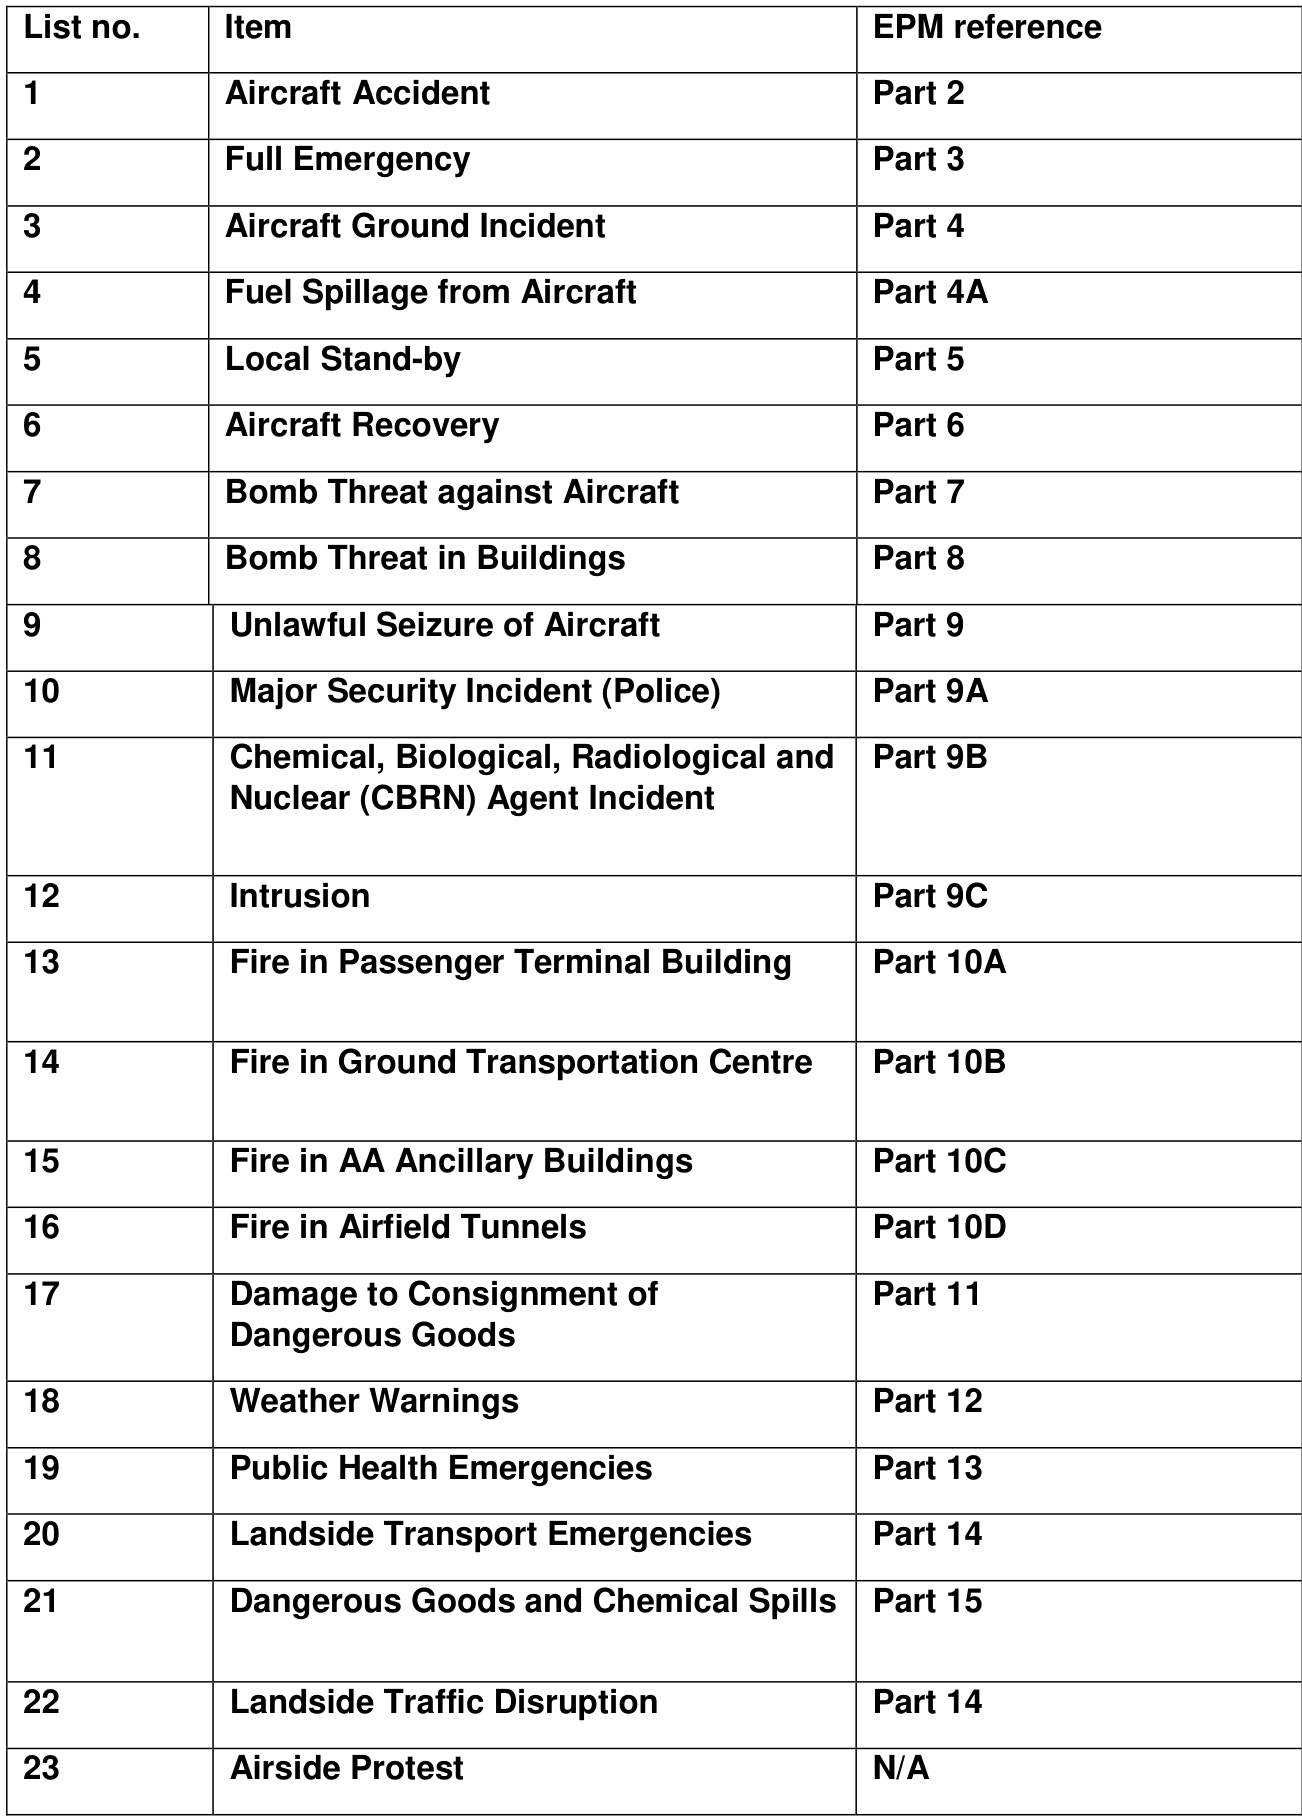 List no. Item EPM reference
1 Aircraft Accident Part 2
2 Full Emergency Part 3
3 Aircraft Ground Incident Part 4
4 Fuel Spillage from Aircraft Part 4A
5 Local Stand-by Part 5
6 Aircraft Recovery Part 6
7 Bomb Threat against Aircraft Part 7
8 Bomb Threat in Buildings Part 8
9 Unlawful Seizure of Aircraft Part 9
10 Major Security Incident (Police) Part 9A
11 Chemical, Biological, Radiological and Part 9B
Nuclear (CBRN) Agent Incident
12 Intrusion Part 9C
13 Fire in Passenger Terminal Building Part 10A
14 Fire in Ground Transportation Centre Part 10B
15 Fire in AA Ancillary Buildings Part 10C
16 Fire in Airfield Tunnels Part 10D
17 Damage to Consignment of Part 11
Dangerous Goods
18 Weather Warnings Part 12
19 Public Health Emergencies Part 13
20 Landside Transport Emergencies Part 14
21 Dangerous Goods and Chemical Spills Part 15
22 Landside Traffic Disruption Part 14
23 Airside Protest N/A